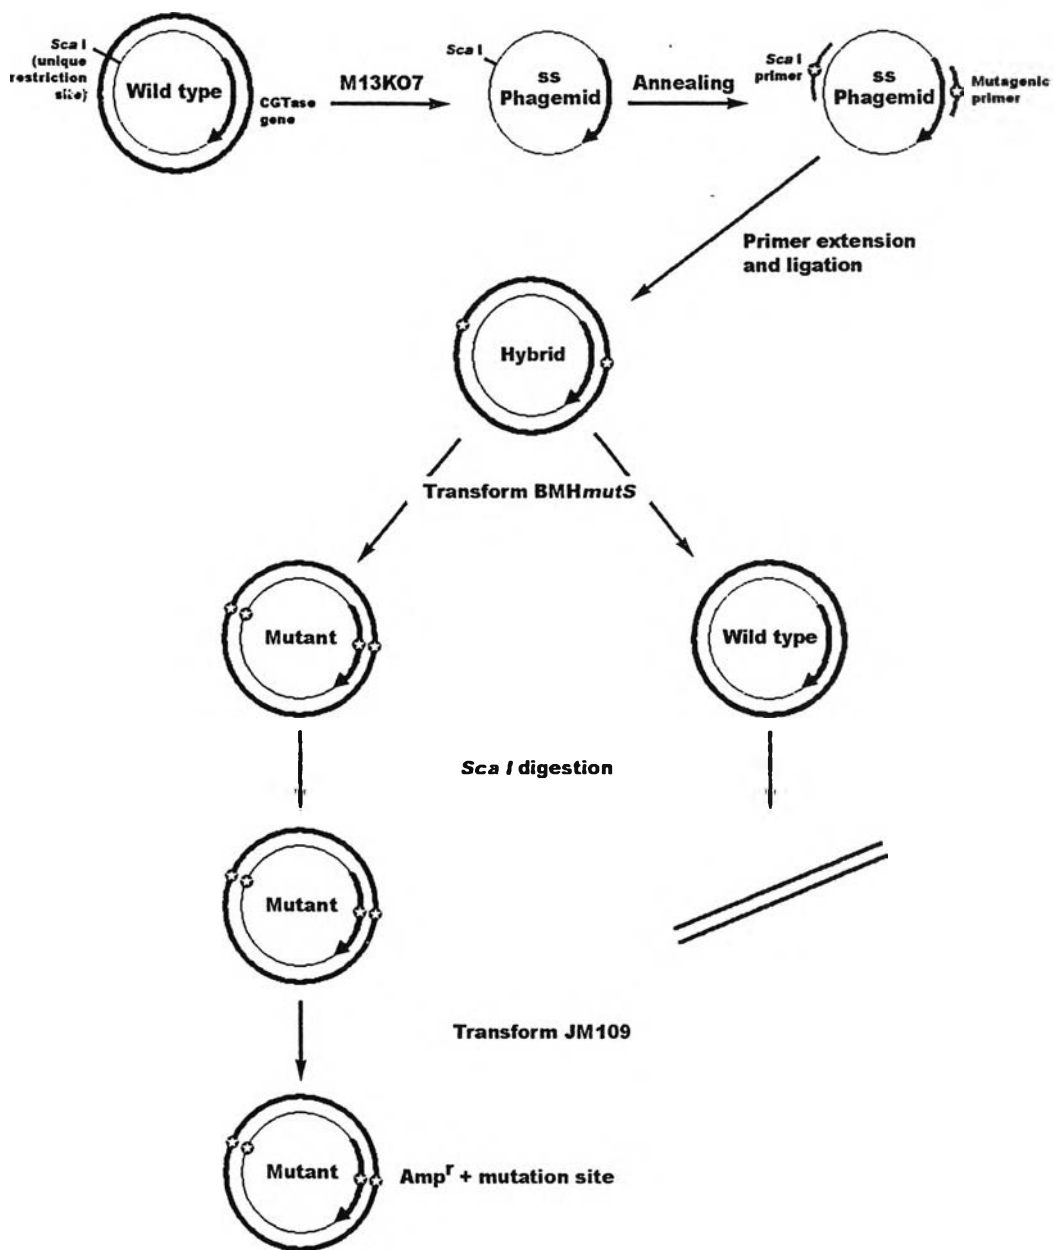 Sca I
(unique
restriction
site)
Wild type
CGTase
gene
M13KO7
Sca I
ss
Phagemid
Annealing
Sca I
primer
ss
Phagemid
Mutagenic
primer
Primer extension
and ligation
Hybrid
Transform BMHmutS
Mutant
Wild type
Sca I digestion
Mutant
Transform JM109
Mutant
Ampr + mutation site